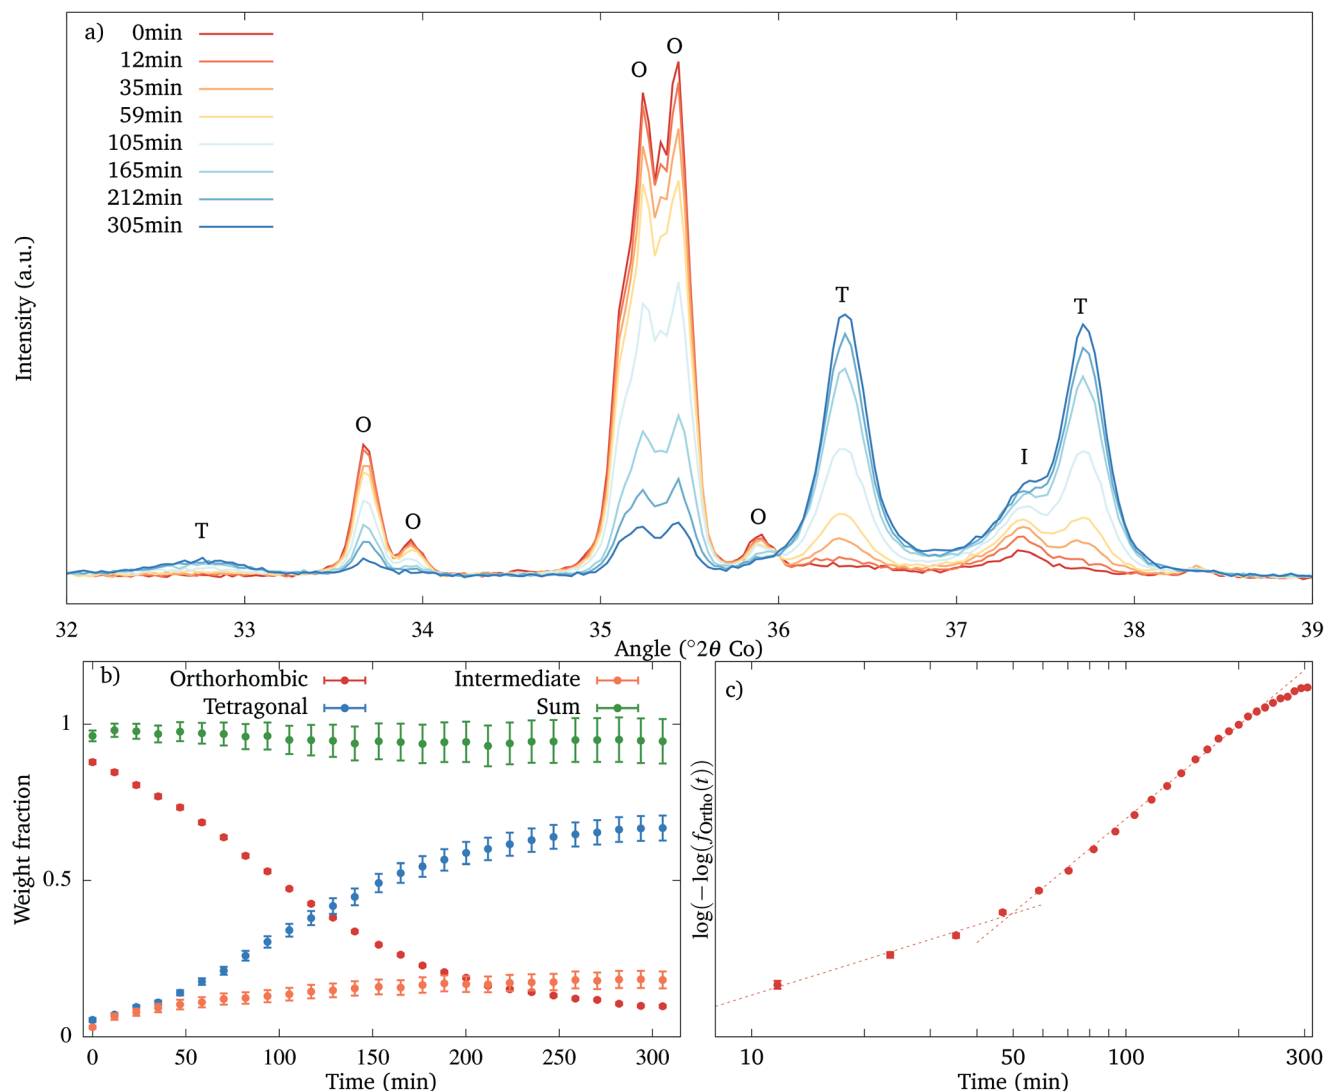 a)
0min
12min
35min
59min
105min
165min
212min
305min
O
O
O
O
O
T
T
T
I
Intensity (a.u.)
32 33 34 35 36 37 38 39
Angle (°2θ Co)
b)
Orthorhombic
Tetragonal
Intermediate
Sum
1
0.5
0
Weight fraction
0 50 100 150 200 250 300
Time (min)
c)
log(−log(fOrtho(t))
10 50 100 300
Time (min)